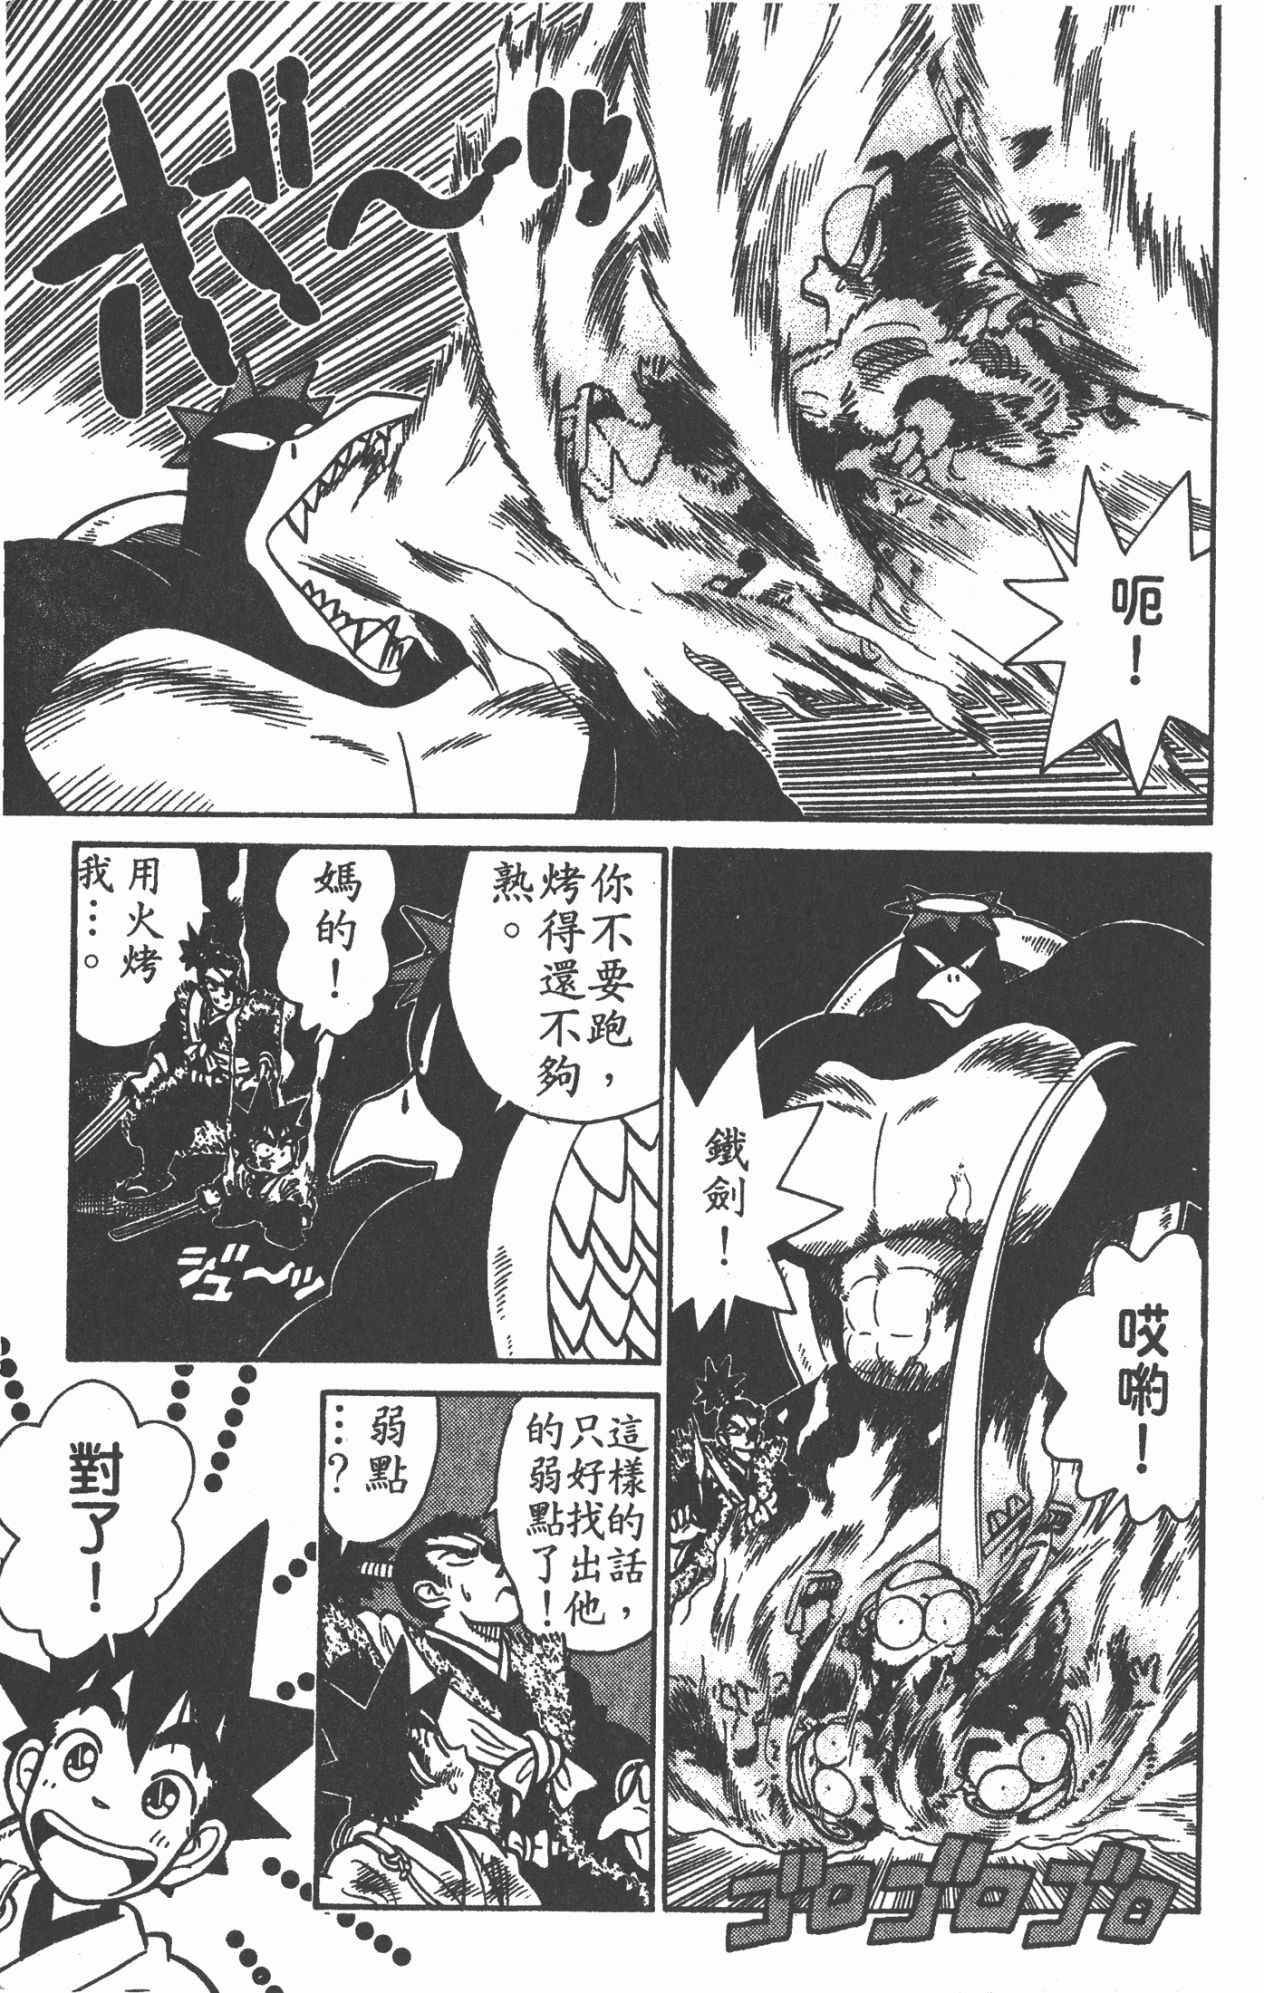 ボボ〜ッ
呃！
鐵劍！
哎喲！
ゴロゴロゴロ
你不要跑，
烤得還不夠
熟。
媽的！
用火烤
我⋯⋯。
ジューッ
這樣的話，
只好找出他
的弱點了！
弱點
⋯⋯？
對了！